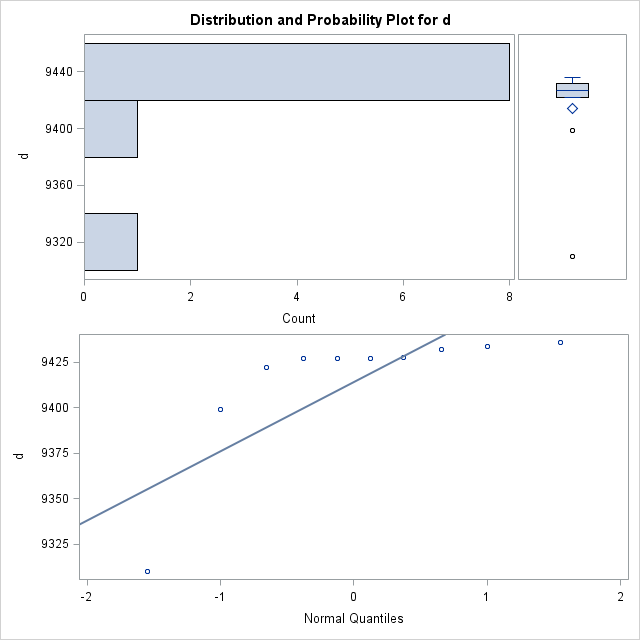 Distribution and Probability Plot for d
9440
9400
9360
9320
d
0 2 4 6 8
Count
9425
9400
9375
9350
9325
d
-2 -1 0 1 2
Normal Quantiles